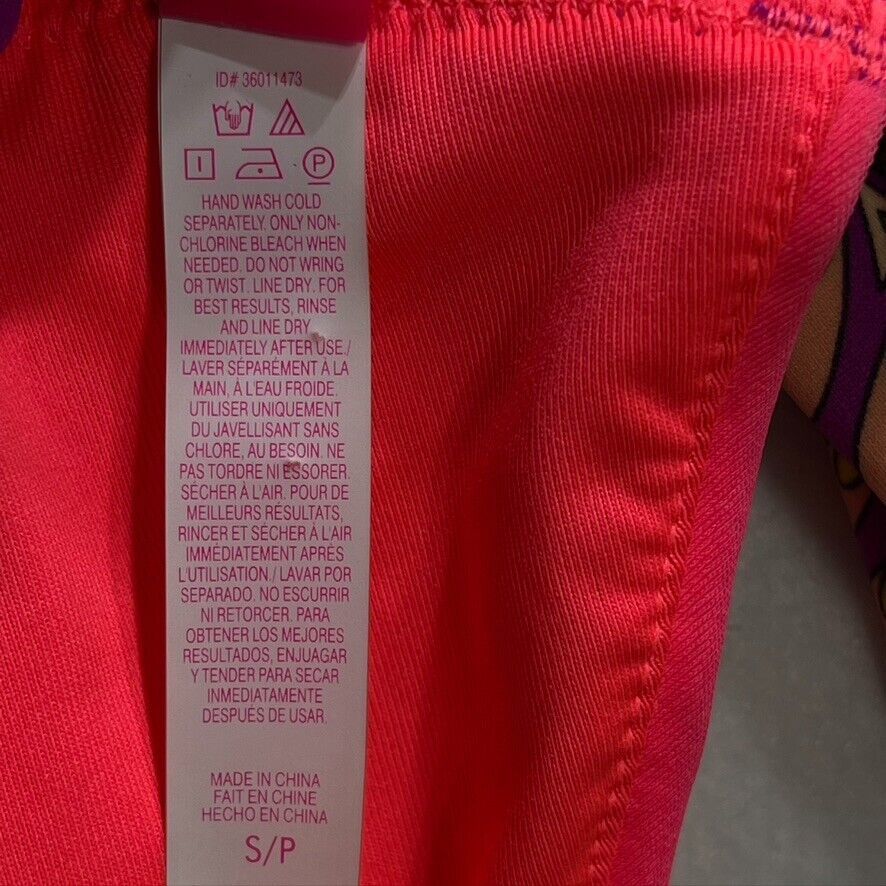 ID# 36011473
P
HAND WASH COLD
SEPARATELY. ONLY NON-
CHLORINE BLEACH WHEN
NEEDED. DO NOT WRING
OR TWIST. LINE DRY. FOR
BEST RESULTS, RINSE
AND LINE DRY
IMMEDIATELY AFTER USE./
LAVER SÉPARÉMENT À LA
MAIN, À L'EAU FROIDE.
UTILISER UNIQUEMENT
DU JAVELLISANT SANS
CHLORE, AU BESOIN. NE
PAS TORDRE NI ESSORER.
SÉCHER À L'AIR. POUR DE
MEILLEURS RÉSULTATS,
RINCER ET SÉCHER À L'AIR
IMMÉDIATEMENT APRÈS
L'UTILISATION./ LAVAR POR
SEPARADO. NO ESCURRIR
NI RETORCER. PARA
OBTENER LOS MEJORES
RESULTADOS, ENJUAGAR
Y TENDER PARA SECAR
INMEDIATAMENTE
DESPUÉS DE USAR.
MADE IN CHINA
FAIT EN CHINE
HECHO EN CHINA
S/P